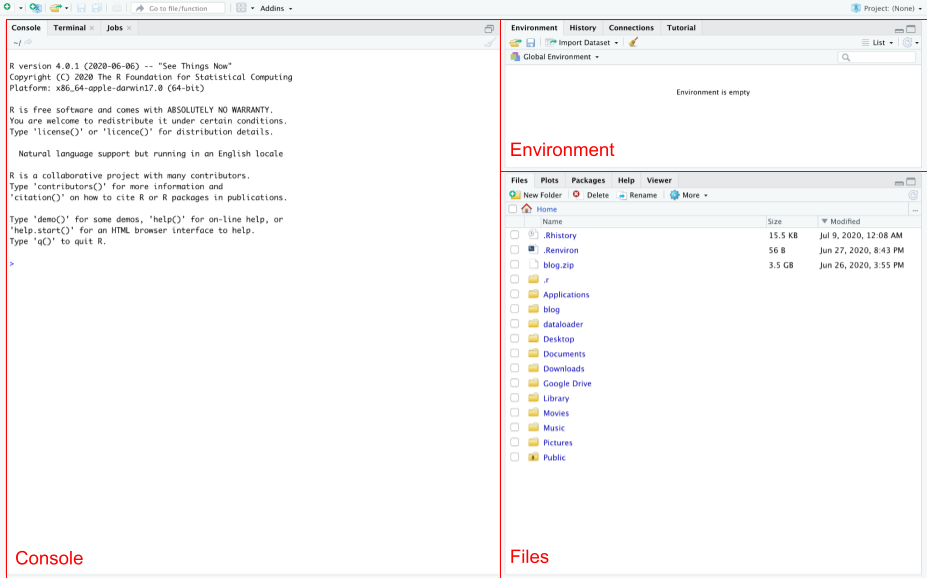 Go to file/function
Addins
Project: (None)
Console Terminal Jobs
~/
R version 4.0.1 (2020-06-06) -- "See Things Now"
Copyright (C) 2020 The R Foundation for Statistical Computing
Platform: x86_64-apple-darwin17.0 (64-bit)
R is free software and comes with ABSOLUTELY NO WARRANTY.
You are welcome to redistribute it under certain conditions.
Type 'license()' or 'licence()' for distribution details.
Natural language support but running in an English locale
R is a collaborative project with many contributors.
Type 'contributors()' for more information and
'citation()' on how to cite R or R packages in publications.
Type 'demo()' for some demos, 'help()' for on-line help, or
'help.start()' for an HTML browser interface to help.
Type 'q()' to quit R.
>
Console
Environment History Connections Tutorial
Import Dataset
List
Global Environment
Environment is empty
Environment
Files Plots Packages Help Viewer
New Folder Delete Rename More
Home ...
Name Size Modified
.Rhistory 15.5 KB Jul 9, 2020, 12:08 AM
.Renviron 56 B Jun 27, 2020, 8:43 PM
blog.zip 3.5 GB Jun 26, 2020, 3:55 PM
.r
Applications
blog
dataloader
Desktop
Documents
Downloads
Google Drive
Library
Movies
Music
Pictures
Public
Files